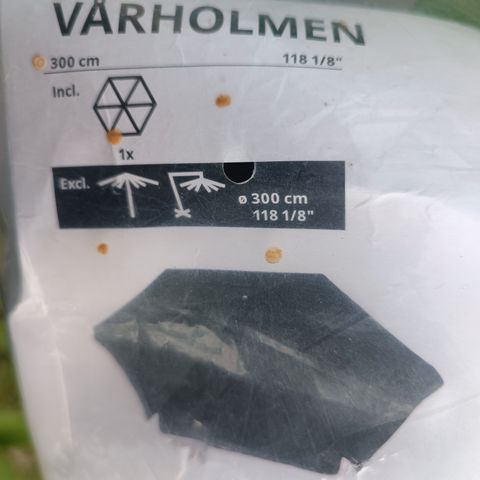 VÅRHOLMEN
300 cm 118 1/8"
Incl.
1x
Excl.
ø 300 cm
118 1/8"